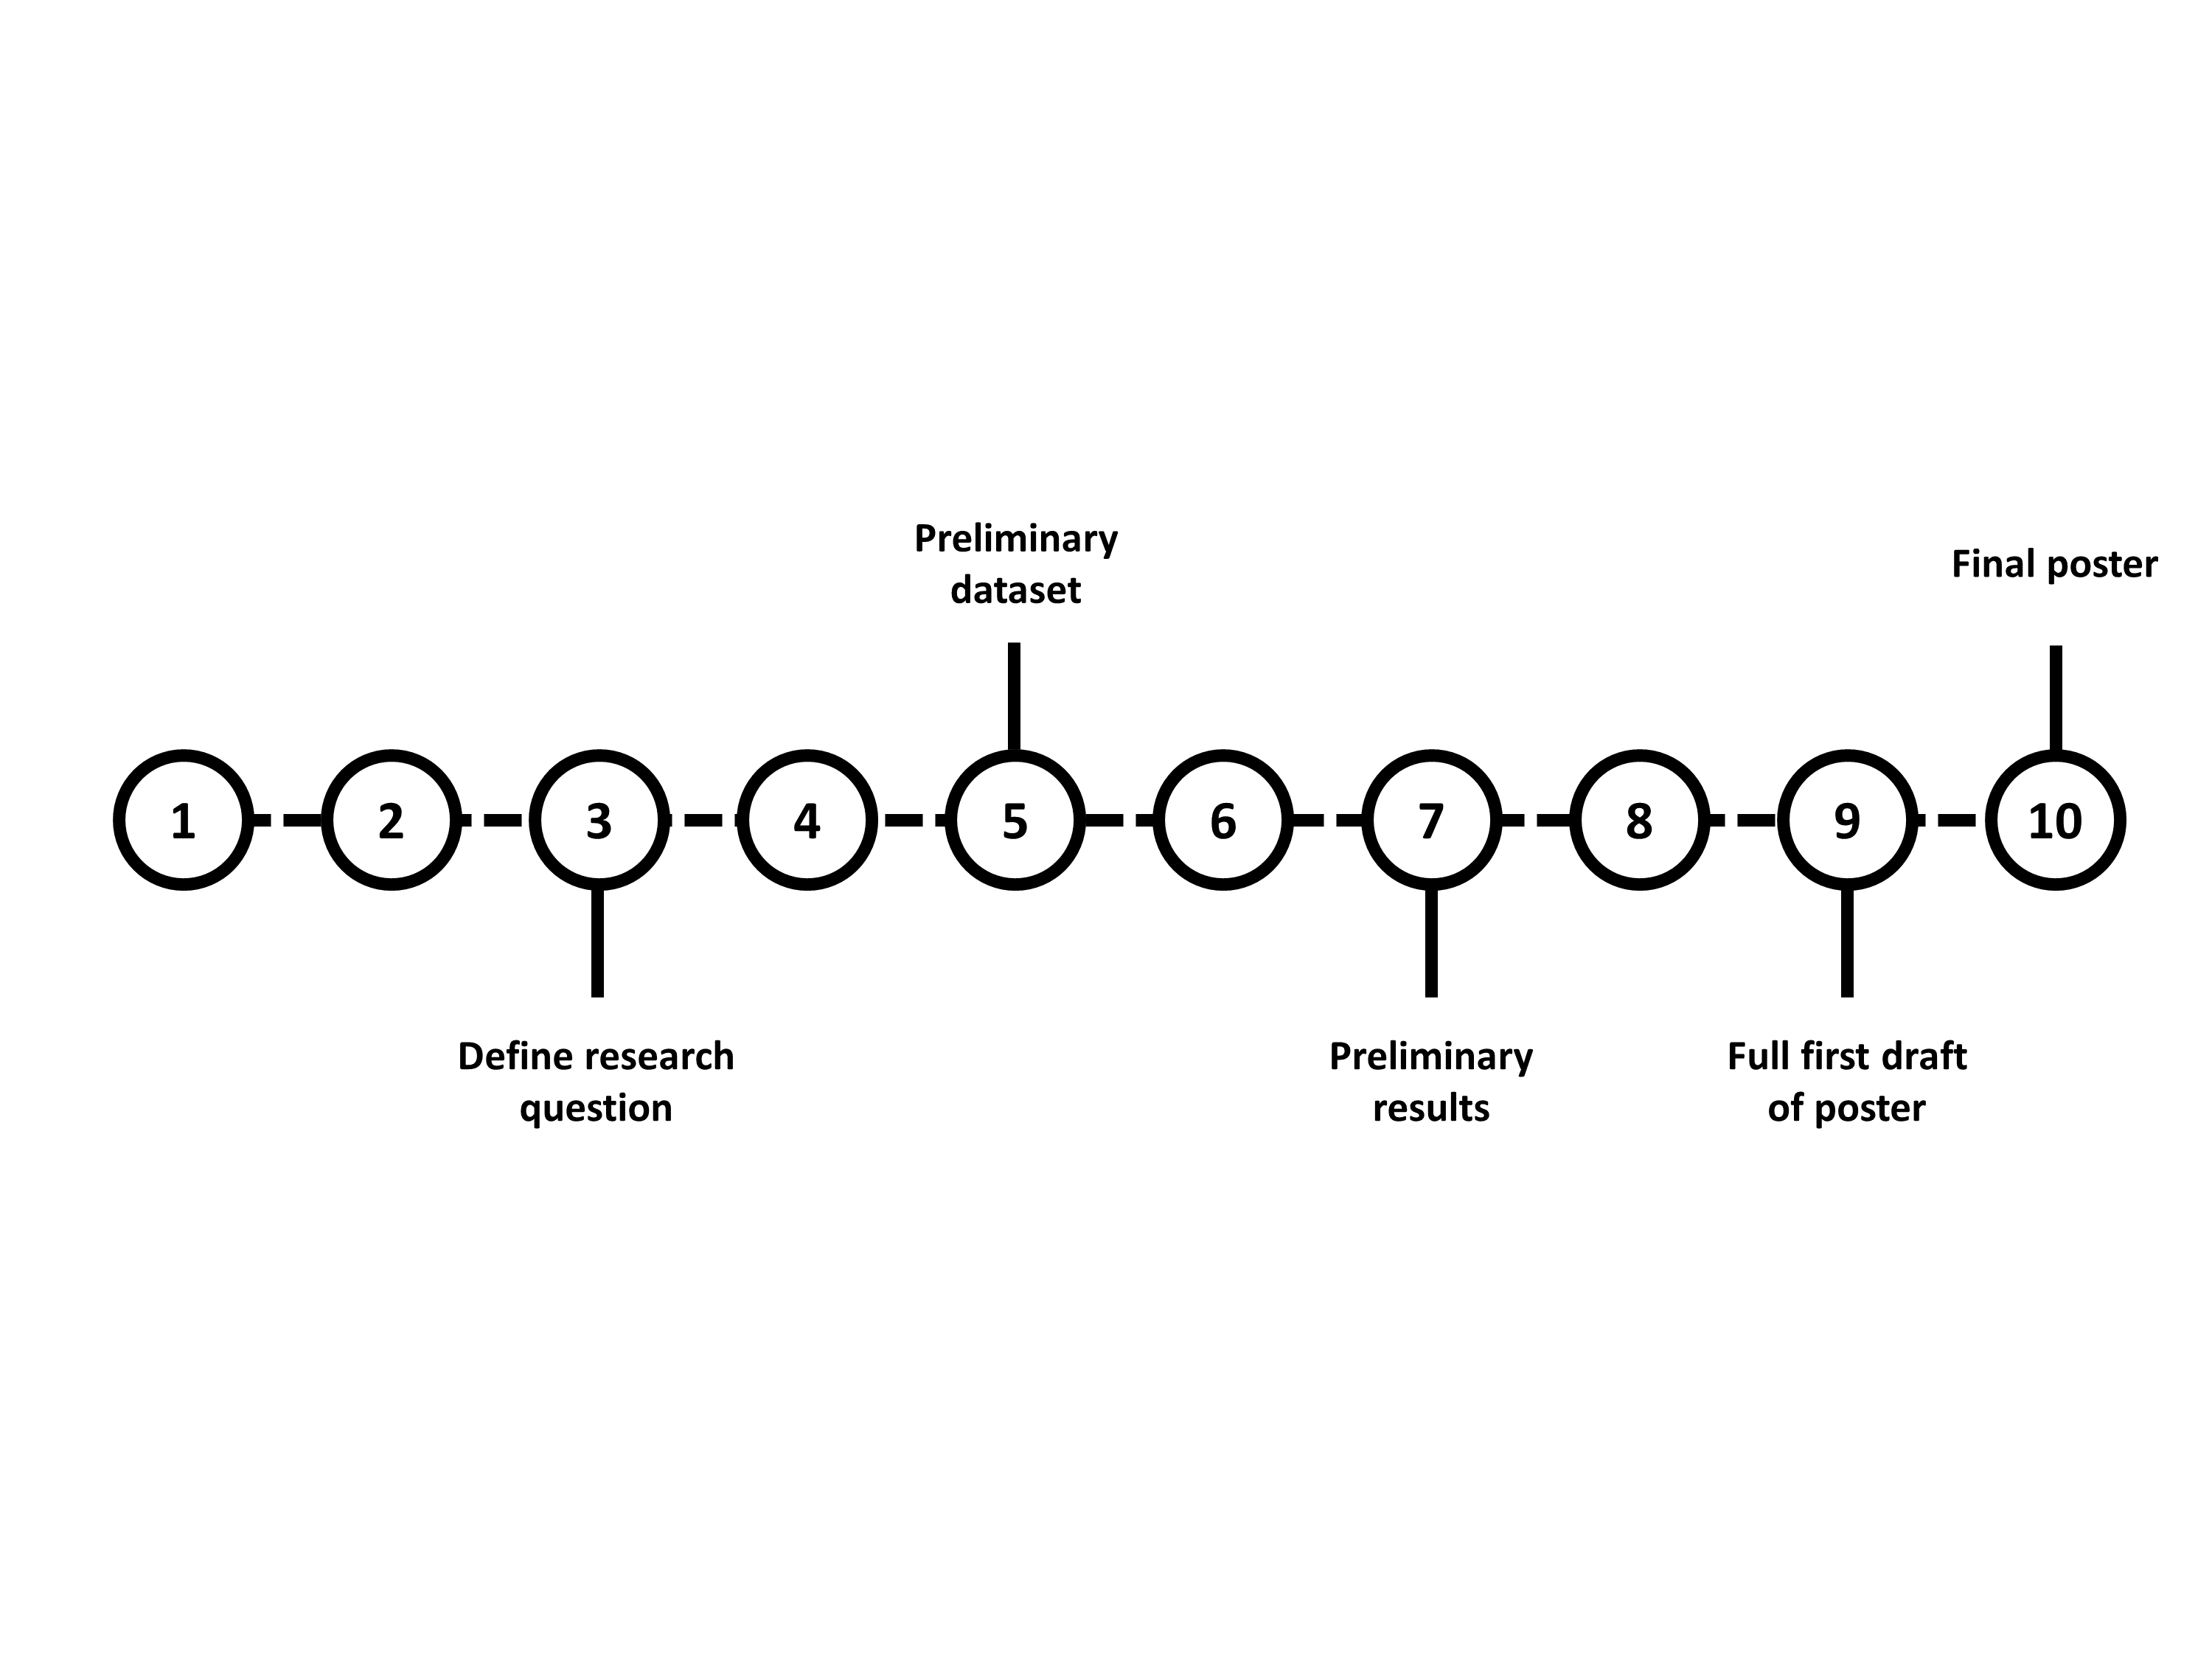 Preliminary
dataset
Final poster
1 2 3 4 5 6 7 8 9 10
Define research
question
Preliminary
results
Full first draft
of poster